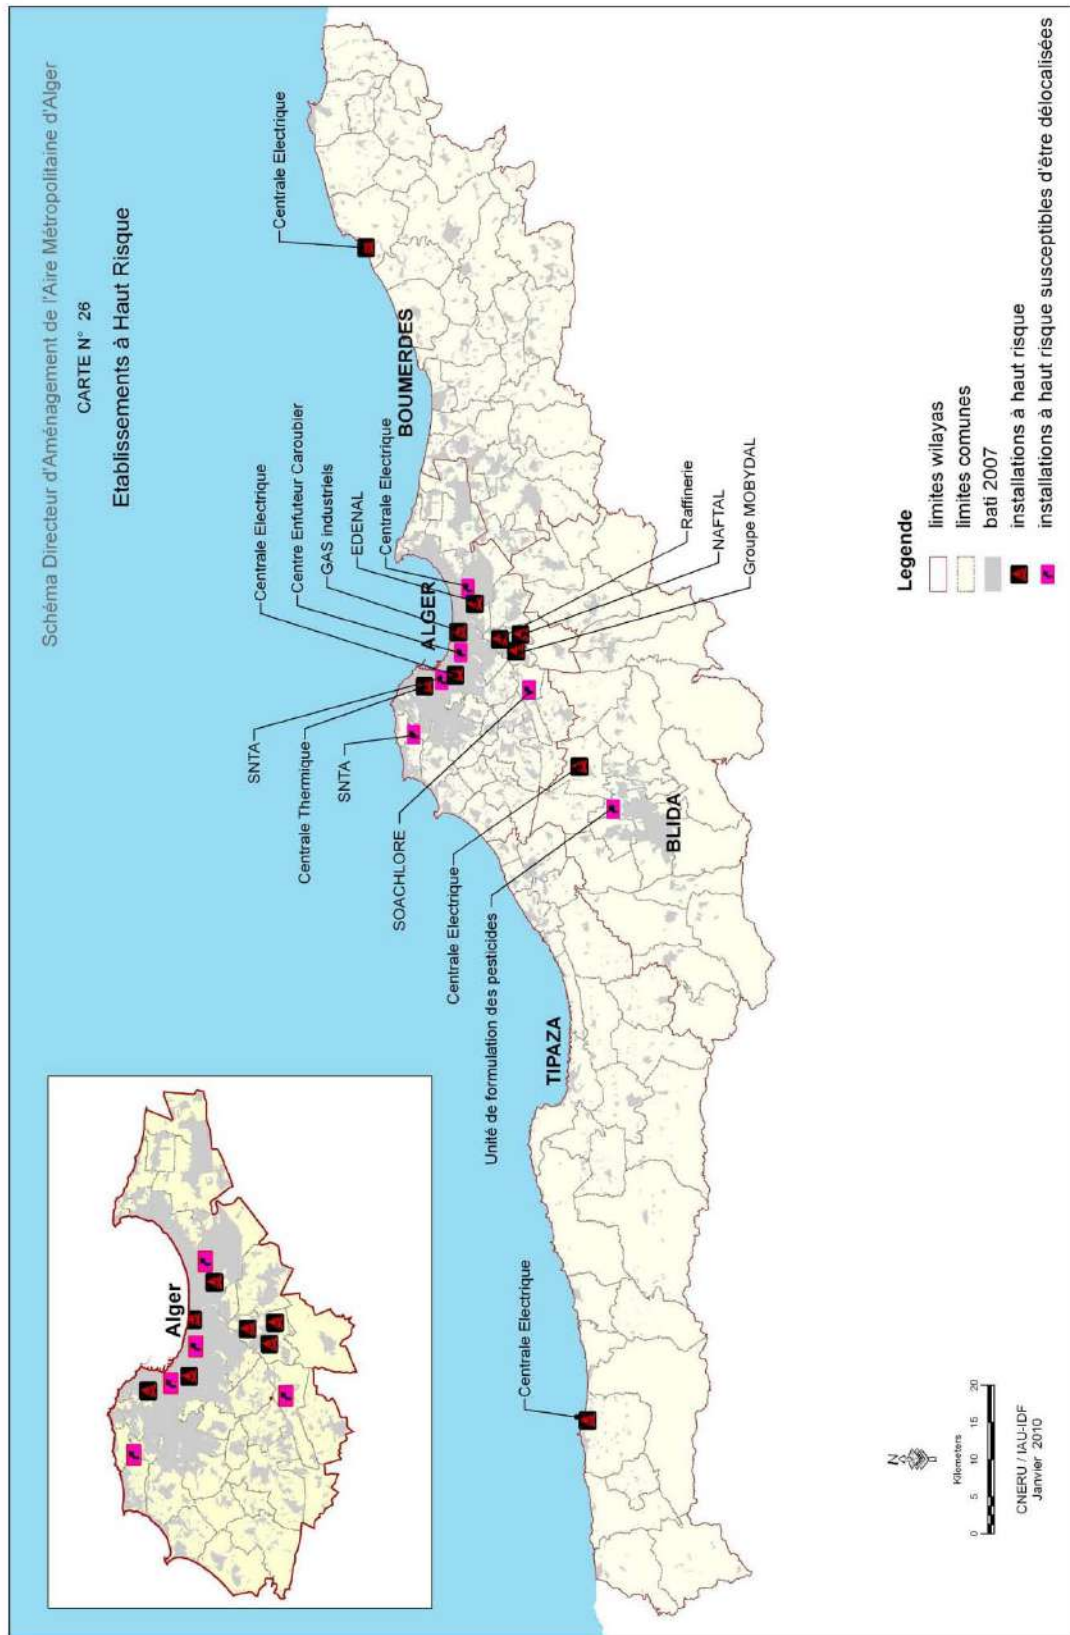 Schéma Directeur d'Aménagement de l'Aire Métropolitaine d'Alger
CARTE N° 26
Etablissements à Haut Risque
Alger
Centrale Electrique
SNTA
Centrale Thermique
SNTA
SOACHLORE
Centrale Electrique
Unité de formulation des pesticides
Centrale Electrique
Centre Enfuteur Caroubier
GAS industriels
EDENAL
Centrale Electrique
Centrale Electrique
TIPAZA
ALGER
BOUMERDES
BLIDA
Raffinerie
NAFTAL
Groupe MOBYDAL
Legende
limites wilayas
limites comunes
bati 2007
installations à haut risque
installations à haut risque susceptibles d'être délocalisées
N
Kilometers
0 5 10 15 20
CNERU / IAU-IDF
Janvier 2010